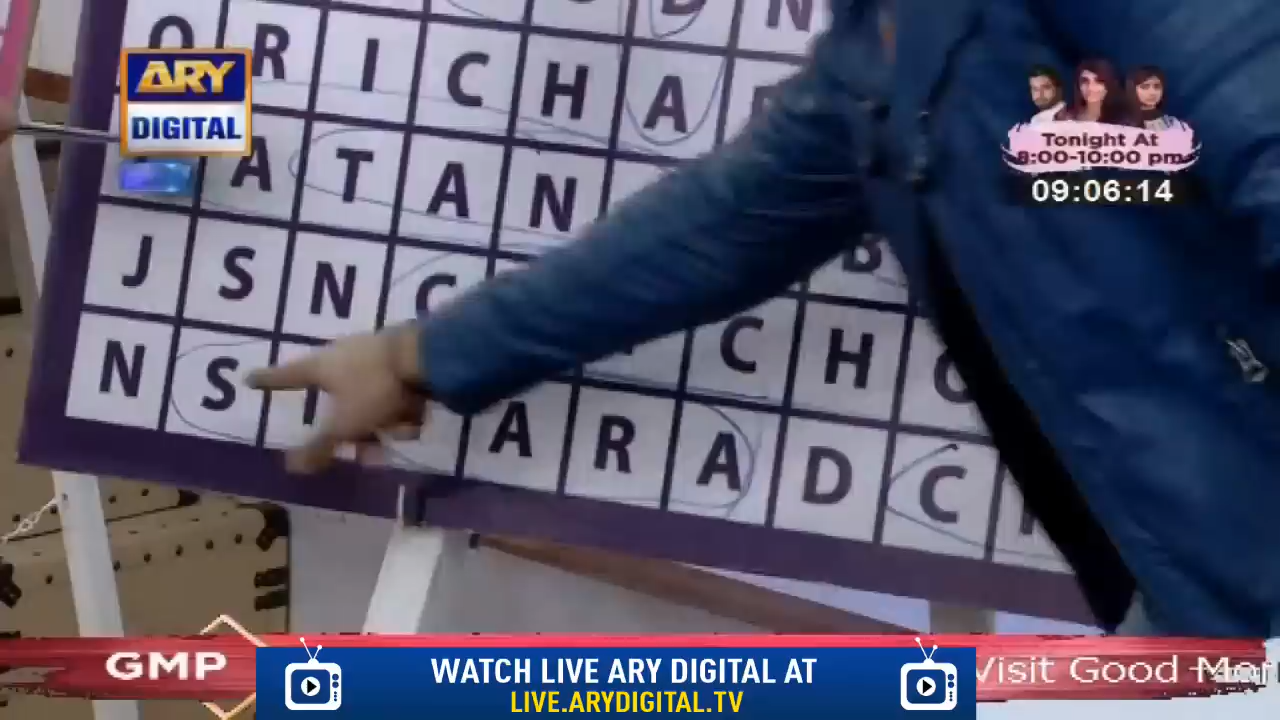 D N
ARY
DIGITAL
O R I C H A
A T A N
J S N C B
C H O
N S A R A D C
Tonight At
8:00-10:00 pm
09:06:14
GMP
WATCH LIVE ARY DIGITAL AT
LIVE.ARYDIGITAL.TV
Visit Good Mor